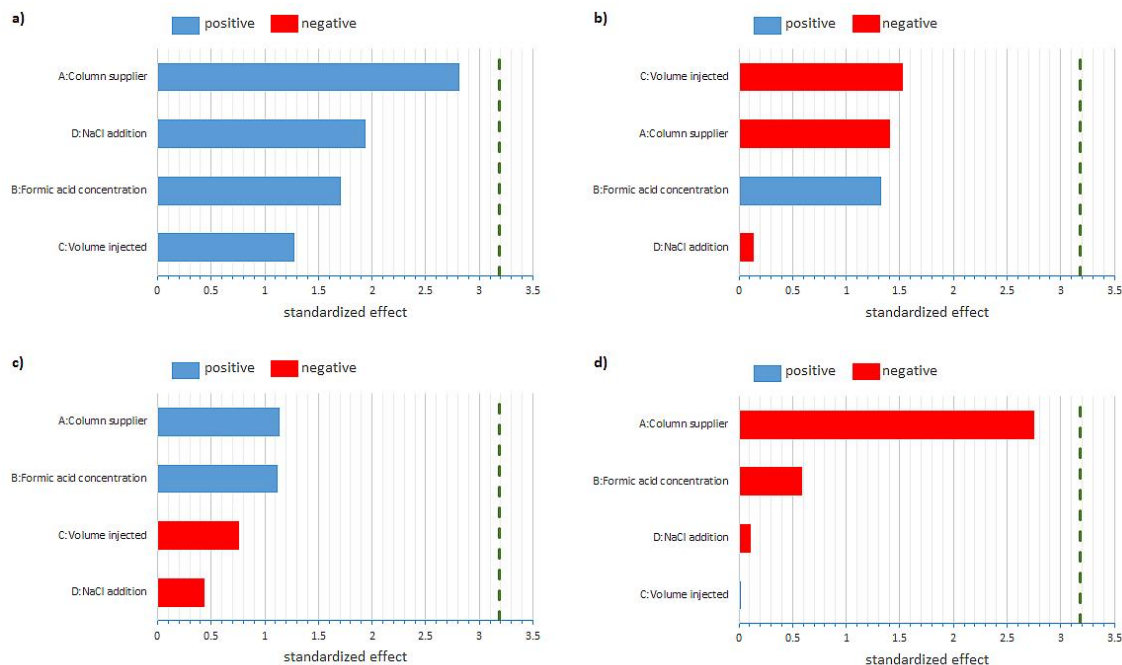 a)
positive negative
A:Column supplier
D:NaCl addition
B:Formic acid concentration
C:Volume injected
0 0.5 1 1.5 2 2.5 3 3.5
standardized effect
b)
positive negative
C:Volume injected
A:Column supplier
B:Formic acid concentration
D:NaCl addition
0 0.5 1 1.5 2 2.5 3 3.5
standardized effect
c)
positive negative
A:Column supplier
B:Formic acid concentration
C:Volume injected
D:NaCl addition
0 0.5 1 1.5 2 2.5 3 3.5
standardized effect
d)
positive negative
A:Column supplier
B:Formic acid concentration
D:NaCl addition
C:Volume injected
0 0.5 1 1.5 2 2.5 3 3.5
standardized effect